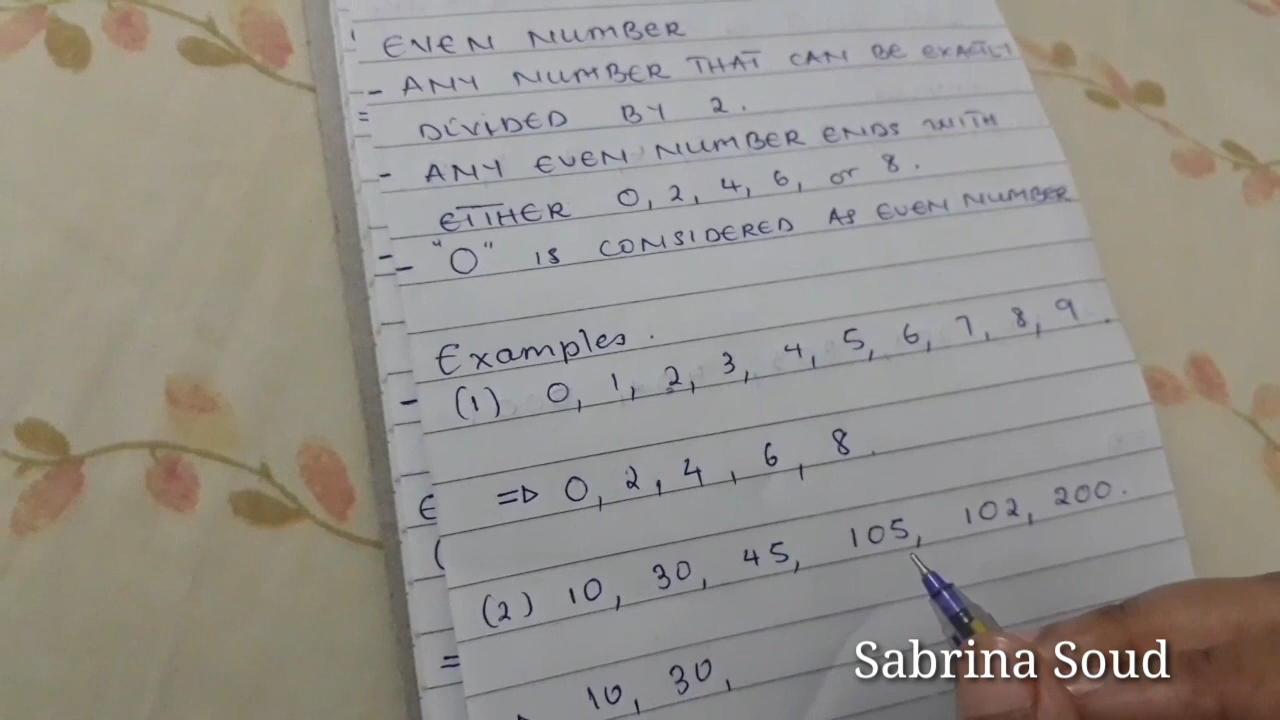 EVEN NUMBER
- ANY NUMBER THAT CAN BE EXACTLY
DIVIDED BY 2.
- ANY EVEN NUMBER ENDS WITH
EITHER 0, 2, 4, 6, or 8.
- "0" IS CONSIDERED AS EVEN NUMBER
Examples.
(1) 0, 1, 2, 3, 4, 5, 6, 7, 8, 9.
=> 0, 2, 4, 6, 8.
(2) 10, 30, 45, 105, 102, 200.
10, 30,
Sabrina Soud